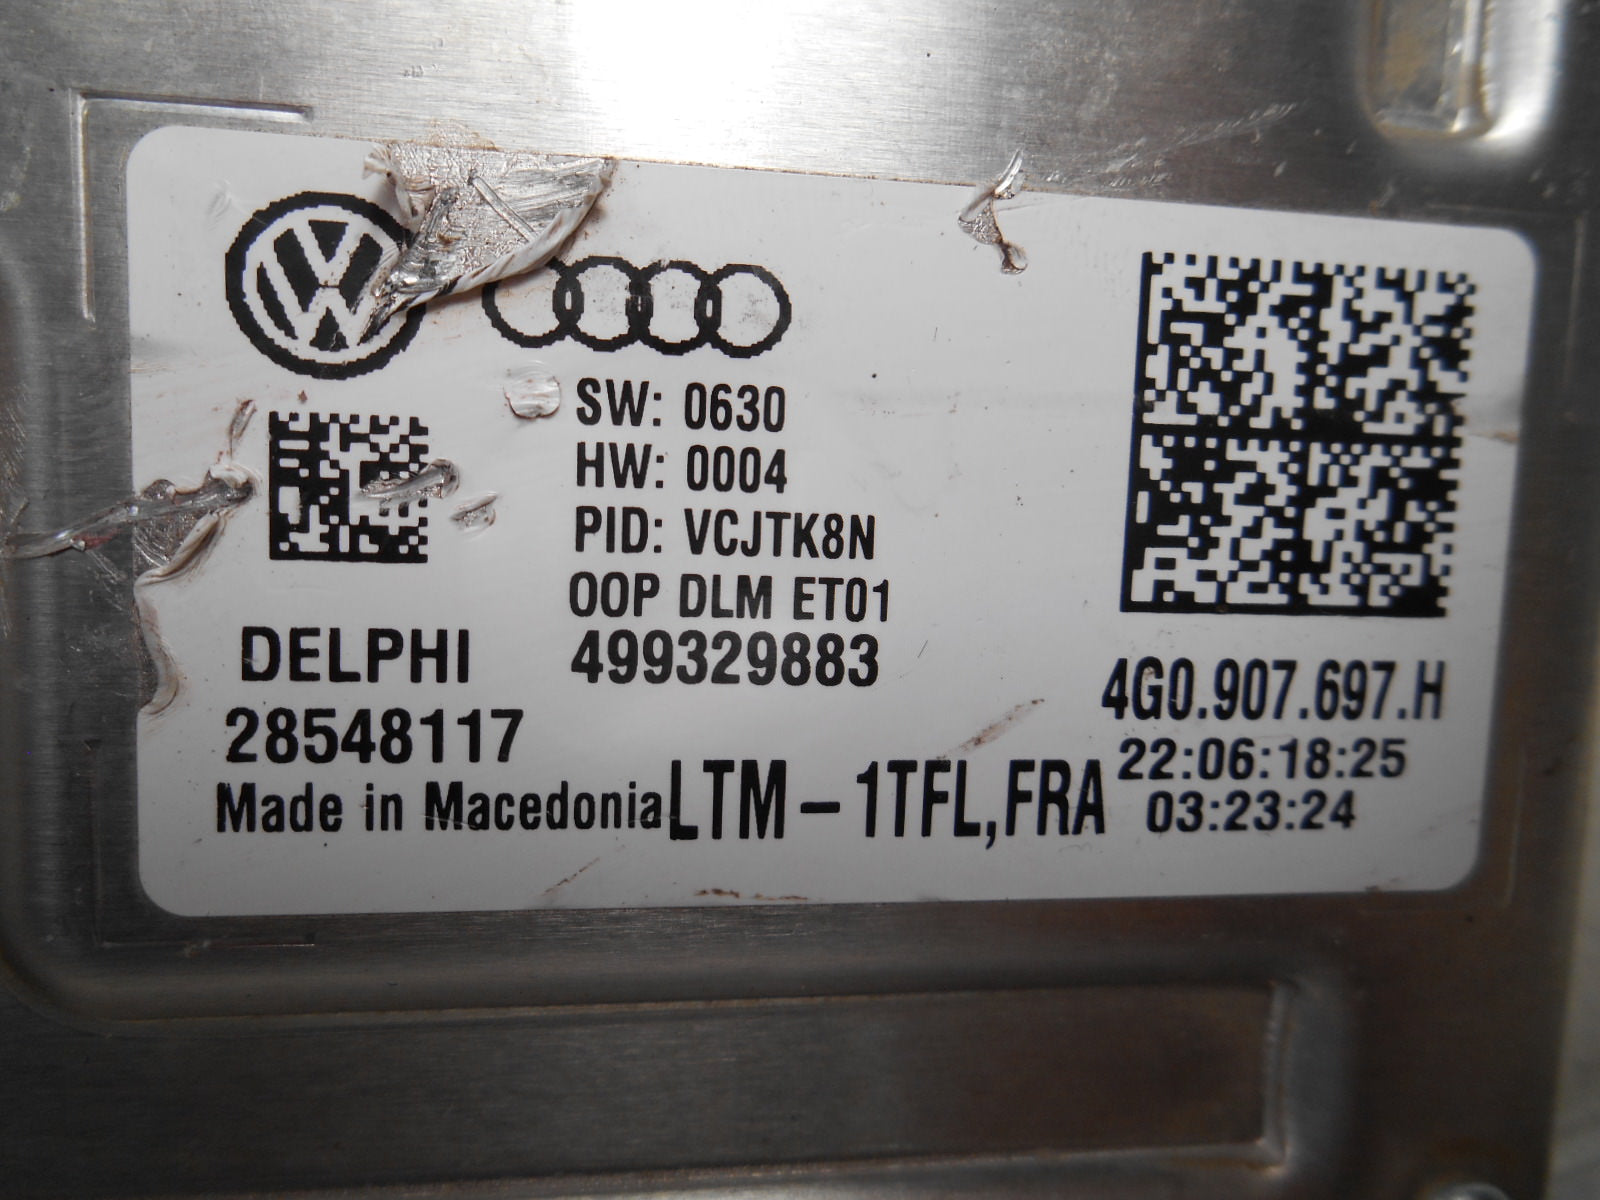 SW: 0630
HW: 0004
PID: VCJTK8N
OOP DLM ET01
499329883
DELPHI
28548117
Made in Macedonia
LTM - 1TFL,FRA
4G0.907.697.H
22:06:18:25
03:23:24